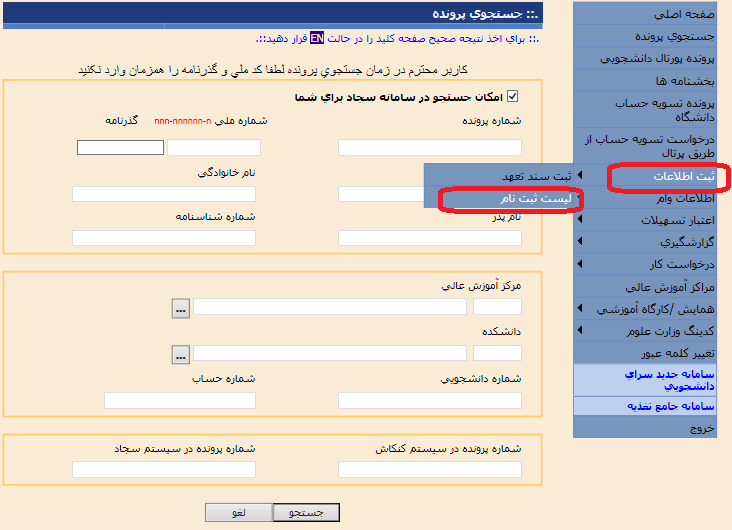 .:: جستجوي پرونده
.:: براي اخذ نتيجه صحيح صفحه كليد را در حالت EN قرار دهيد::.
كاربر محترم در زمان جستجوي پرونده لطفا كد ملي و گذرنامه را همزمان وارد نكنيد
امكان جستجو در سامانه سجاد براي شما
شماره پرونده
شماره ملي nnn-nnnnnn-n
گذرنامه
نام خانوادگي
نام پدر
شماره شناسنامه
مركز آموزش عالي
...
دانشكده
...
شماره دانشجويي
شماره حساب
شماره پرونده در سيستم كنكاش
شماره پرونده در سيستم سجاد
جستجو
لغو
صفحه اصلي
جستجوي پرونده
پرونده پورتال دانشجويي
بخشنامه ها
پرونده تسويه حساب
دانشگاه
درخواست تسويه حساب از
طريق پرتال
ثبت اطلاعات
ثبت سند تعهد
ليست ثبت نام
اطلاعات وام
اعتبار تسهيلات
گزارشگيري
درخواست كار
مراكز آموزش عالي
همايش /كارگاه آموزشي
كدينگ وزارت علوم
تغيير كلمه عبور
سامانه جديد سراي
دانشجويي
سامانه جامع تغذيه
خروج